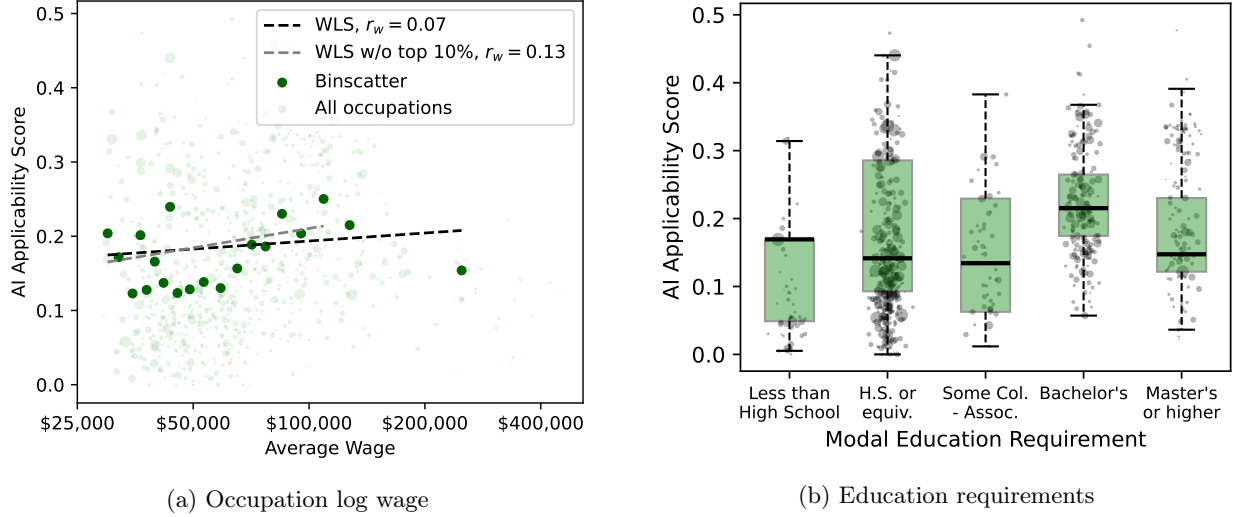 0.5
0.4
0.3
0.2
0.1
0.0
AI Applicability Score
WLS, r_w = 0.07
WLS w/o top 10%, r_w = 0.13
Binscatter
All occupations
$25,000 $50,000 $100,000 $200,000 $400,000
Average Wage
(a) Occupation log wage
0.5
0.4
0.3
0.2
0.1
0.0
AI Applicability Score
Less than
High School
H.S. or
equiv.
Some Col.
- Assoc.
Bachelor's
Master's
or higher
Modal Education Requirement
(b) Education requirements